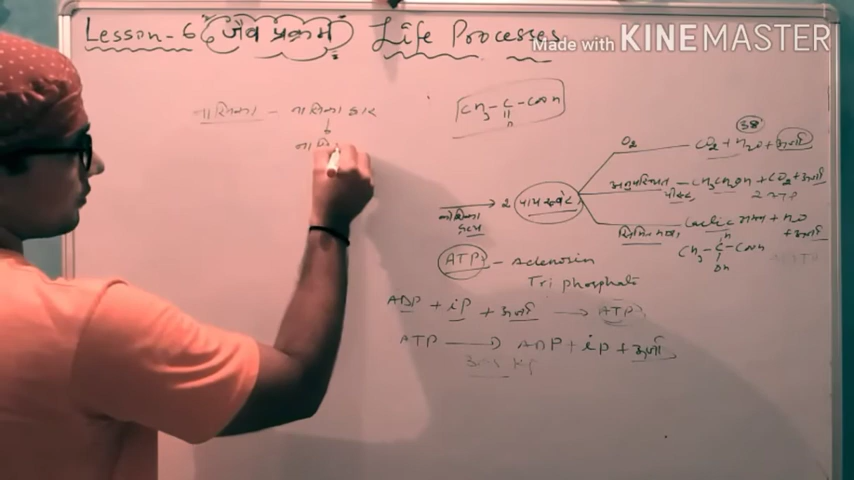 Lesson-6 जैव प्रक्रम Life Processes
Made with KINEMASTER
नासिका - नासिका द्वार
CH3-C-COOH
O2
CO2 + H2O + ऊर्जा
38
2 पायरुवेट
अनुपस्थित
CH3CH2OH + CO2 + ऊर्जा
2 ATP
Lactic अम्ल + H2O
+ ऊर्जा
CH3-C-COOH
ATP - Adenosin
Tri phosphate
ADP + iP + ऊर्जा → ATP
ATP → ADP + iP + ऊर्जा